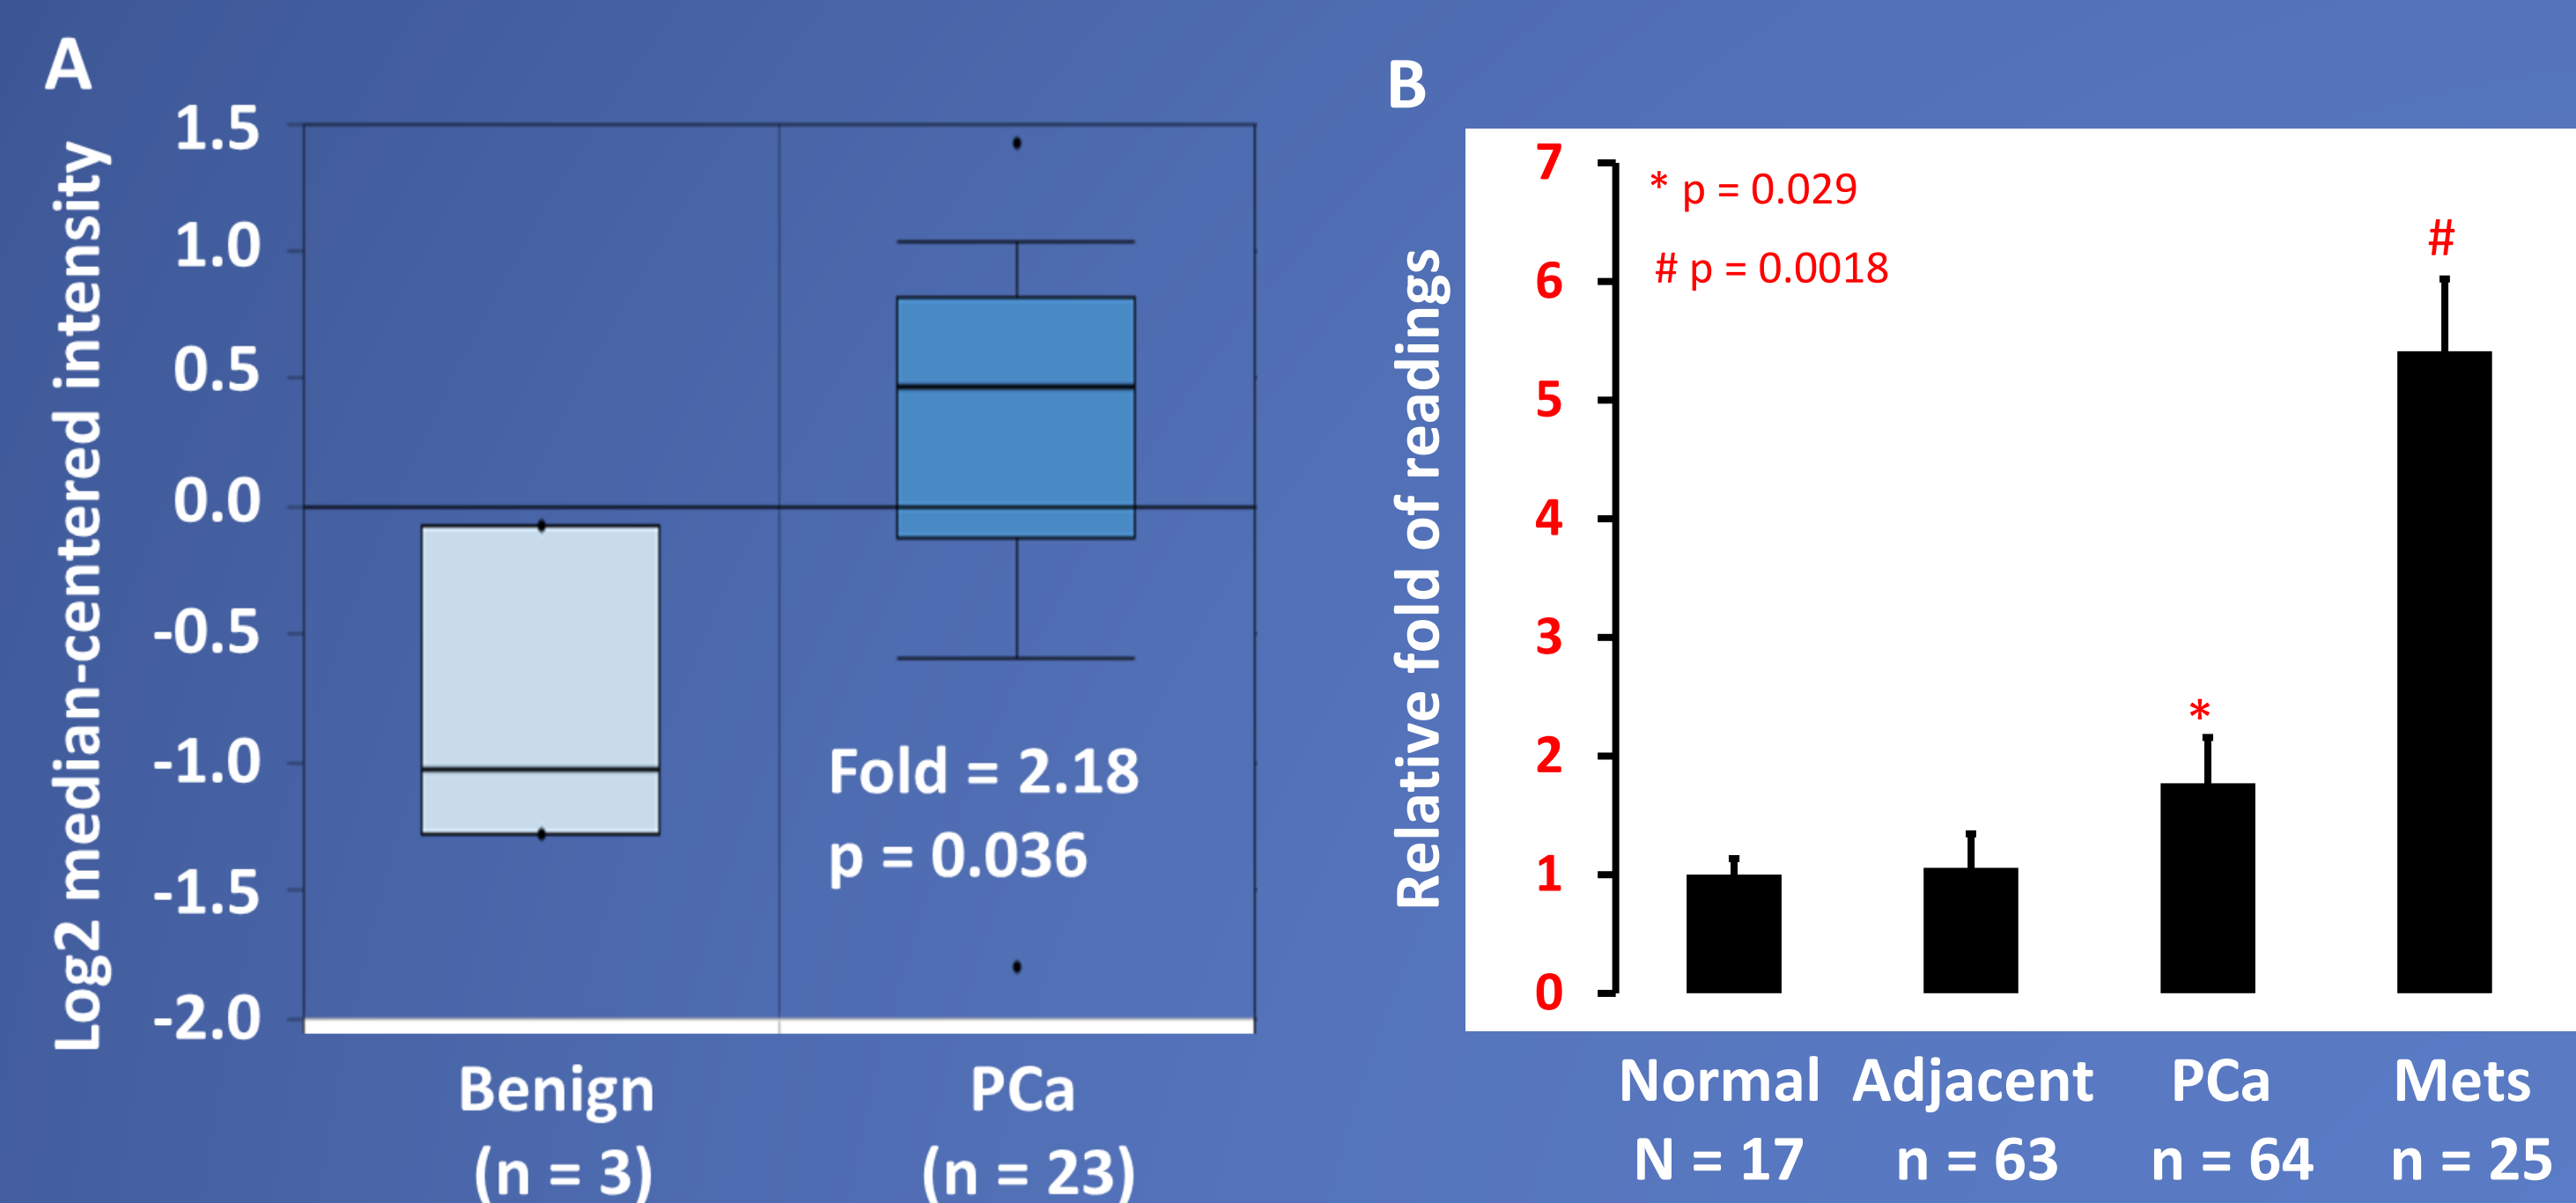 A
Log2 median-centered intensity
1.5
1.0
0.5
0.0
-0.5
-1.0
-1.5
-2.0
Fold = 2.18
p = 0.036
Benign
(n = 3)
PCa
(n = 23)
B
Relative fold of readings
7
6
5
4
3
2
1
0
* p = 0.029
# p = 0.0018
*
#
Normal
N = 17
Adjacent
n = 63
PCa
n = 64
Mets
n = 25